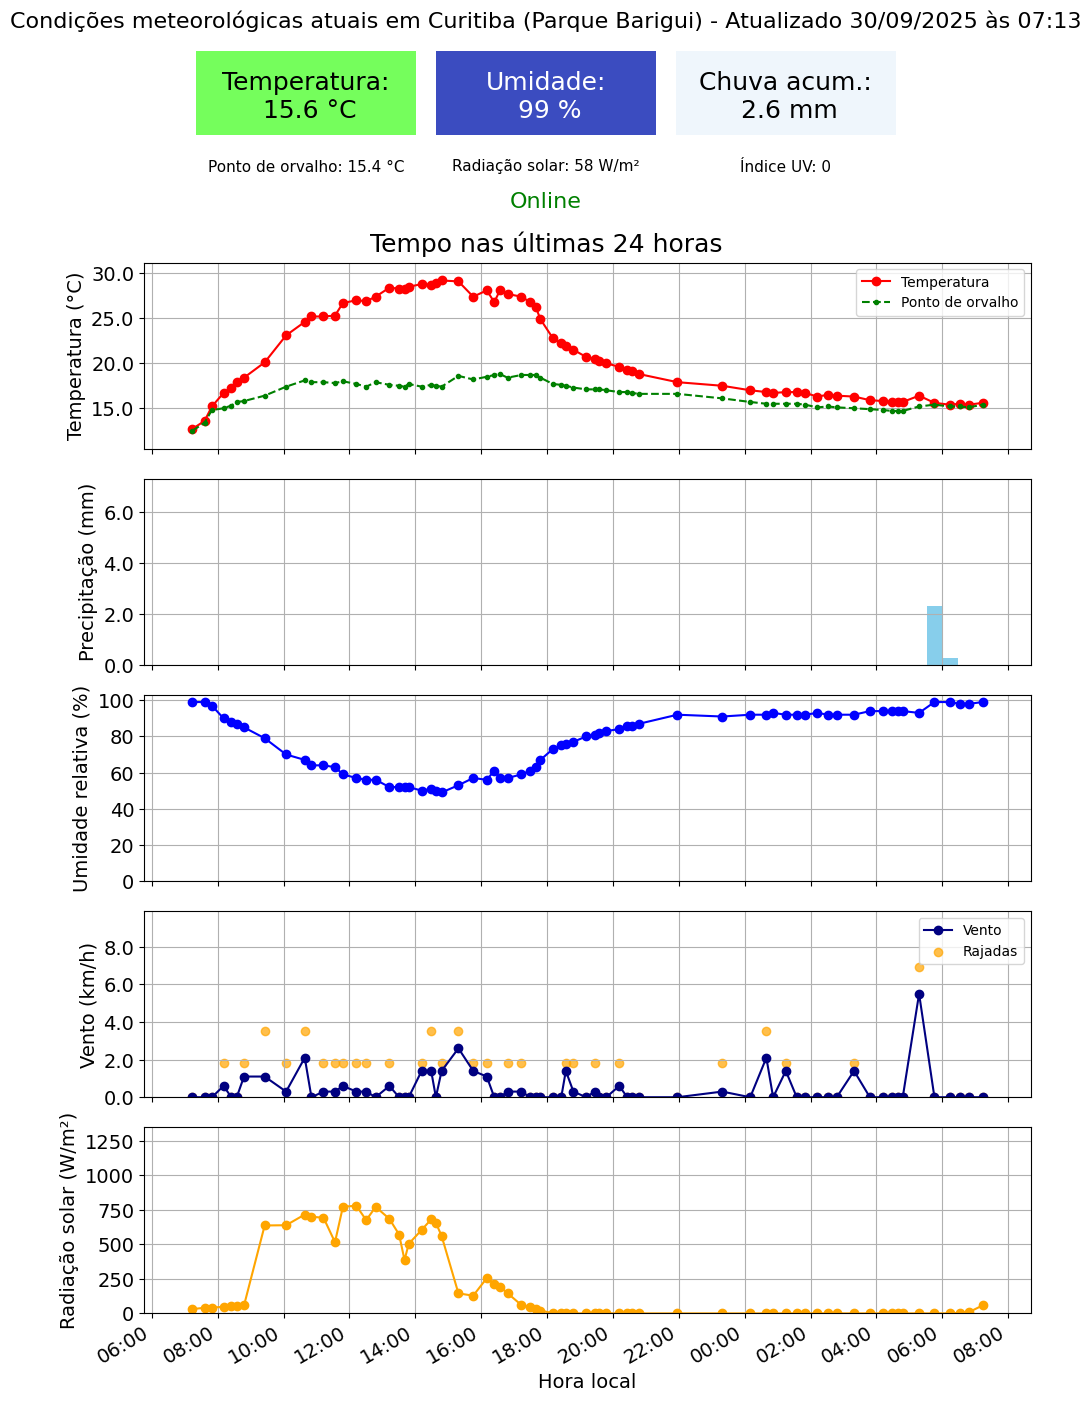 Condições meteorológicas atuais em Curitiba (Parque Barigui) - Atualizado 30/09/2025 às 07:13
Temperatura:
15.6 °C
Umidade:
99 %
Chuva acum.:
2.6 mm
Ponto de orvalho: 15.4 °C
Radiação solar: 58 W/m²
Índice UV: 0
Online
Tempo nas últimas 24 horas
Temperatura (°C)
30.0
25.0
20.0
15.0
Temperatura
Ponto de orvalho
Precipitação (mm)
6.0
4.0
2.0
0.0
Umidade relativa (%)
100
80
60
40
20
0
Vento (km/h)
8.0
6.0
4.0
2.0
0.0
Vento
Rajadas
Radiação solar (W/m²)
1250
1000
750
500
250
0
06:00 08:00 10:00 12:00 14:00 16:00 18:00 20:00 22:00 00:00 02:00 04:00 06:00 08:00
Hora local